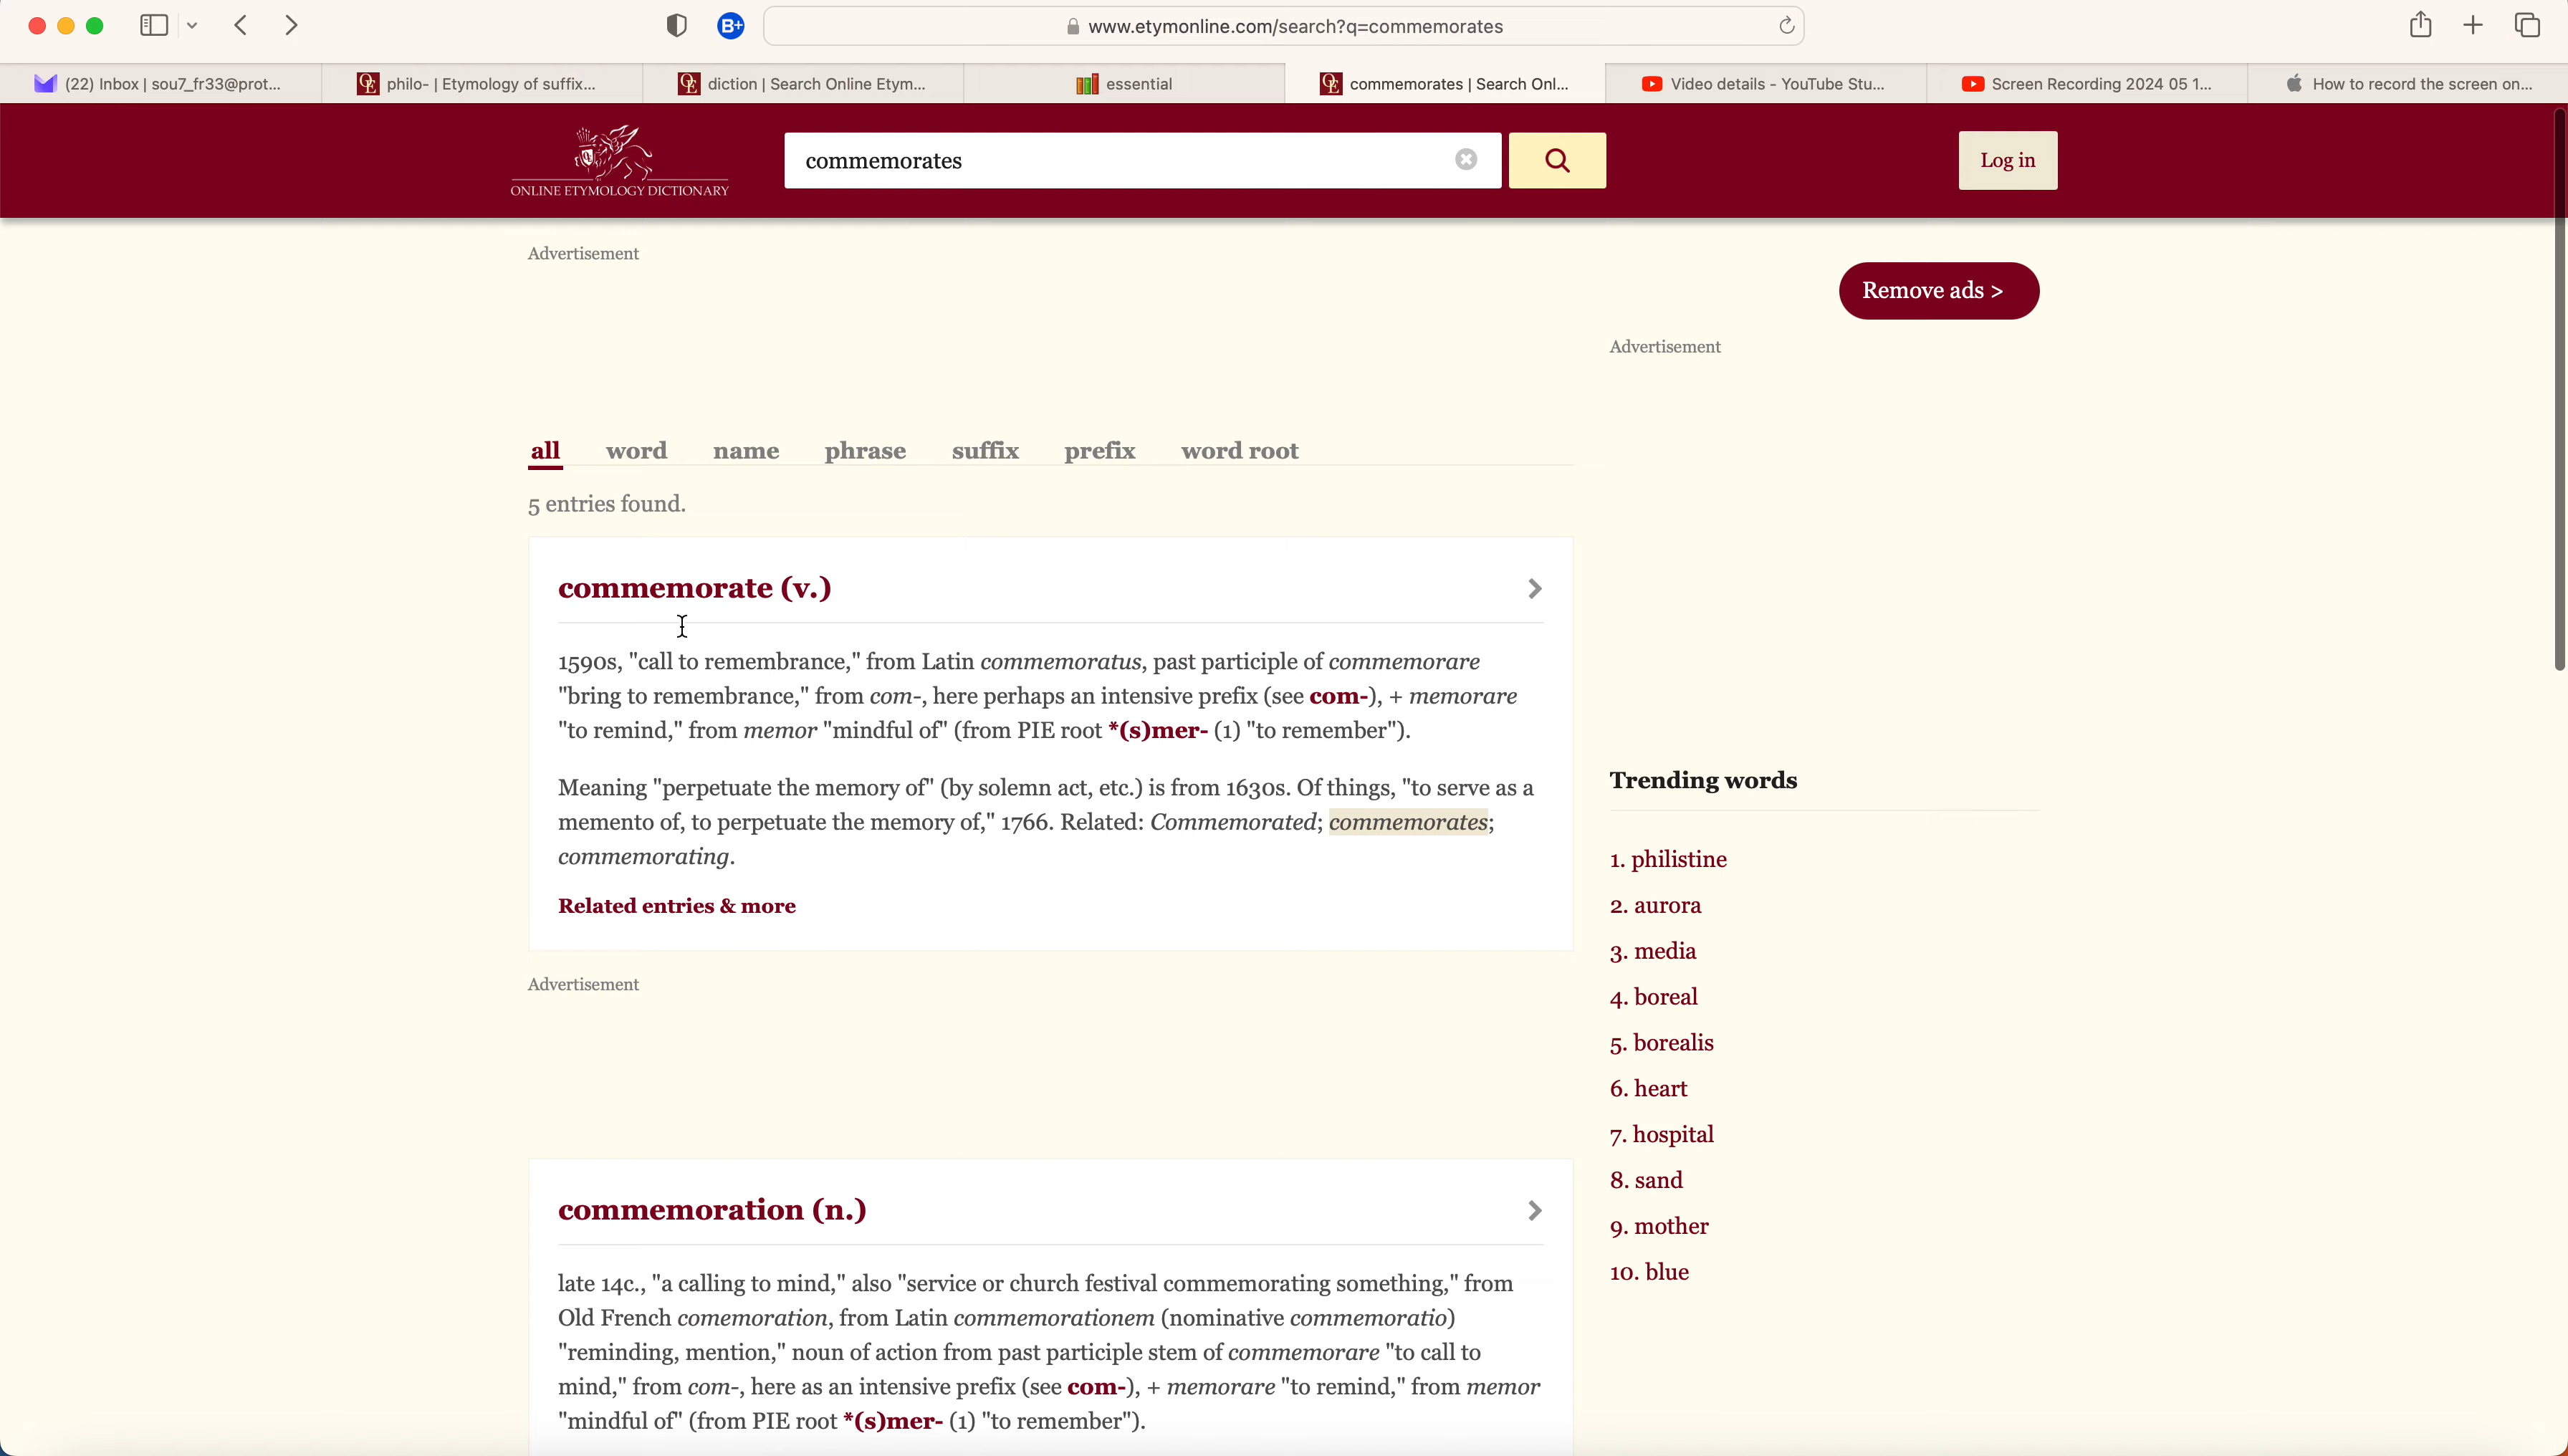 www.etymonline.com/search?q=commemorates
(22) Inbox | sou7_fr33@prot...
philo- | Etymology of suffix...
diction | Search Online Etym...
essential
commemorates | Search Onl...
Video details - YouTube Stu...
Screen Recording 2024 05 1...
How to record the screen on...
B+
ONLINE ETYMOLOGY DICTIONARY
commemorates
Log in
Advertisement
Remove ads >
Advertisement
all word name phrase suffix prefix word root
5 entries found.
commemorate (v.)
1590s, "call to remembrance," from Latin commemoratus, past participle of commemorare
"bring to remembrance," from com-, here perhaps an intensive prefix (see com-), + memorare
"to remind," from memor "mindful of" (from PIE root *(s)mer- (1) "to remember").
Meaning "perpetuate the memory of" (by solemn act, etc.) is from 1630s. Of things, "to serve as a
memento of, to perpetuate the memory of," 1766. Related: Commemorated; commemorates;
commemorating.
Related entries & more
Advertisement
commemoration (n.)
late 14c., "a calling to mind," also "service or church festival commemorating something," from
Old French comemoration, from Latin commemorationem (nominative commemoratio)
"reminding, mention," noun of action from past participle stem of commemorare "to call to
mind," from com-, here as an intensive prefix (see com-), + memorare "to remind," from memor
"mindful of" (from PIE root *(s)mer- (1) "to remember").
Trending words
1. philistine
2. aurora
3. media
4. boreal
5. borealis
6. heart
7. hospital
8. sand
9. mother
10. blue